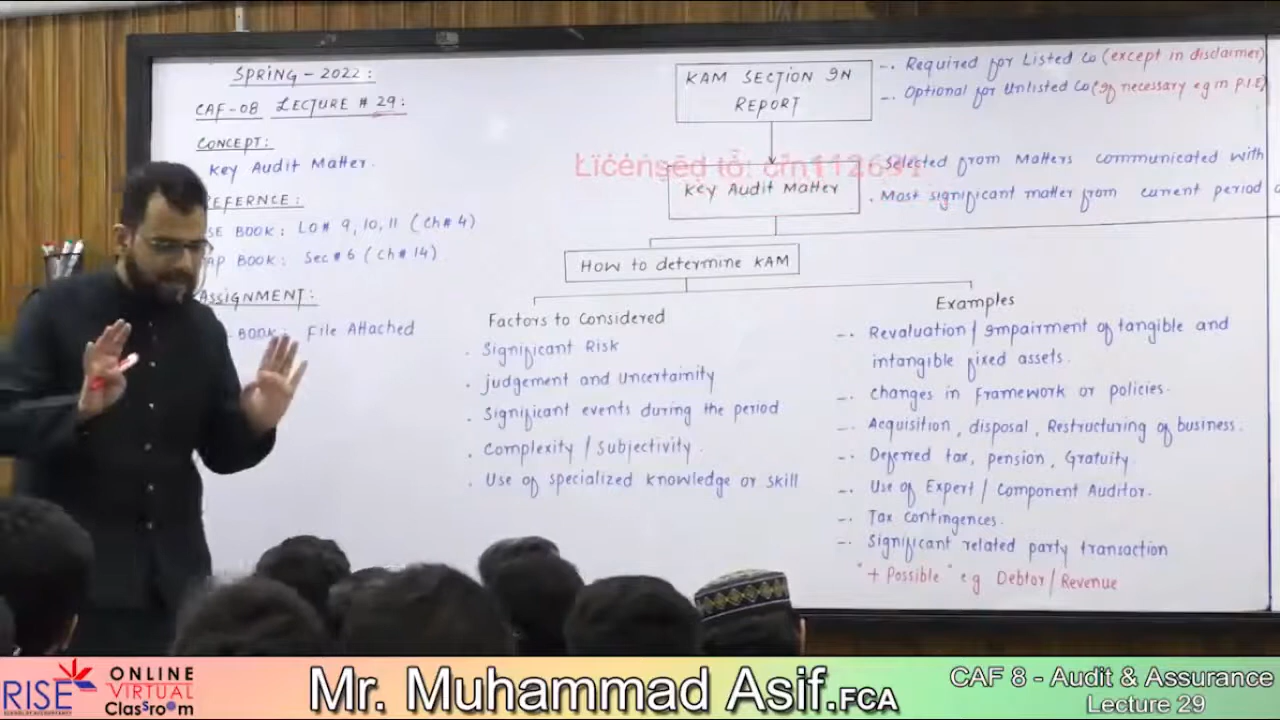 SPRING - 2022:
CAF-08 LECTURE # 29:
CONCEPT:
Key Audit Matter.
REFERNCE:
BOOK: LO# 9, 10, 11 (Ch# 4)
BOOK: Sec # 6 (Ch# 14)
ASSIGNMENT:
BOOK: File Attached
KAM SECTION IN
REPORT
-. Required for Listed Co (except in disclaimer)
-. Optional for Unlisted Co (if necessary eg in P.I.E)
Licensed to:
Key Audit Matter
. Selected from Matters communicated with
. Most significant matter from current period
How to determine KAM
Factors to Considered
. Significant Risk
. judgement and uncertainity
. Significant events during the period
. Complexity / Subjectivity.
. Use of specialized knowledge or skill
Examples
-. Revaluation / Impairment of tangible and
intangible fixed assets.
-. changes in Framework or policies.
-. Acquisition, disposal, Restructuring of business.
-. Deferred tax, pension, Gratuity
-. Use of Expert / Component Auditor.
-. Tax contingences.
-. Significant related party transaction
"+ Possible" eg Debtor / Revenue
RISE
ONLINE
VIRTUAL
Classroom
Mr. Muhammad Asif.FCA
CAF 8 - Audit & Assurance
Lecture 29